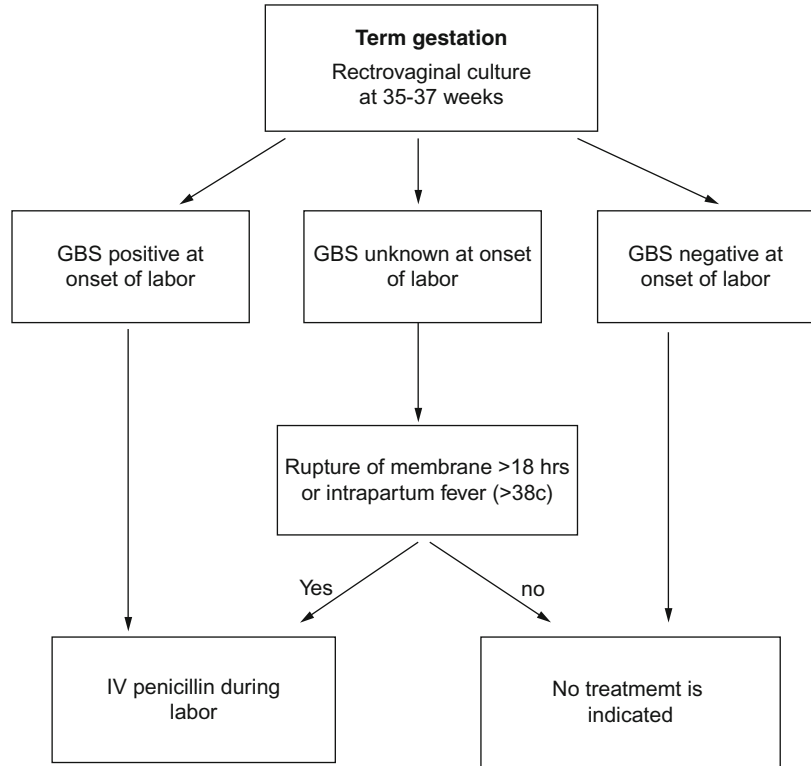 Term gestation
Rectrovaginal culture
at 35-37 weeks
GBS positive at
onset of labor
GBS unknown at onset
of labor
GBS negative at
onset of labor
Rupture of membrane >18 hrs
or intrapartum fever (>38c)
Yes
no
IV penicillin during
labor
No treatmemt is
indicated